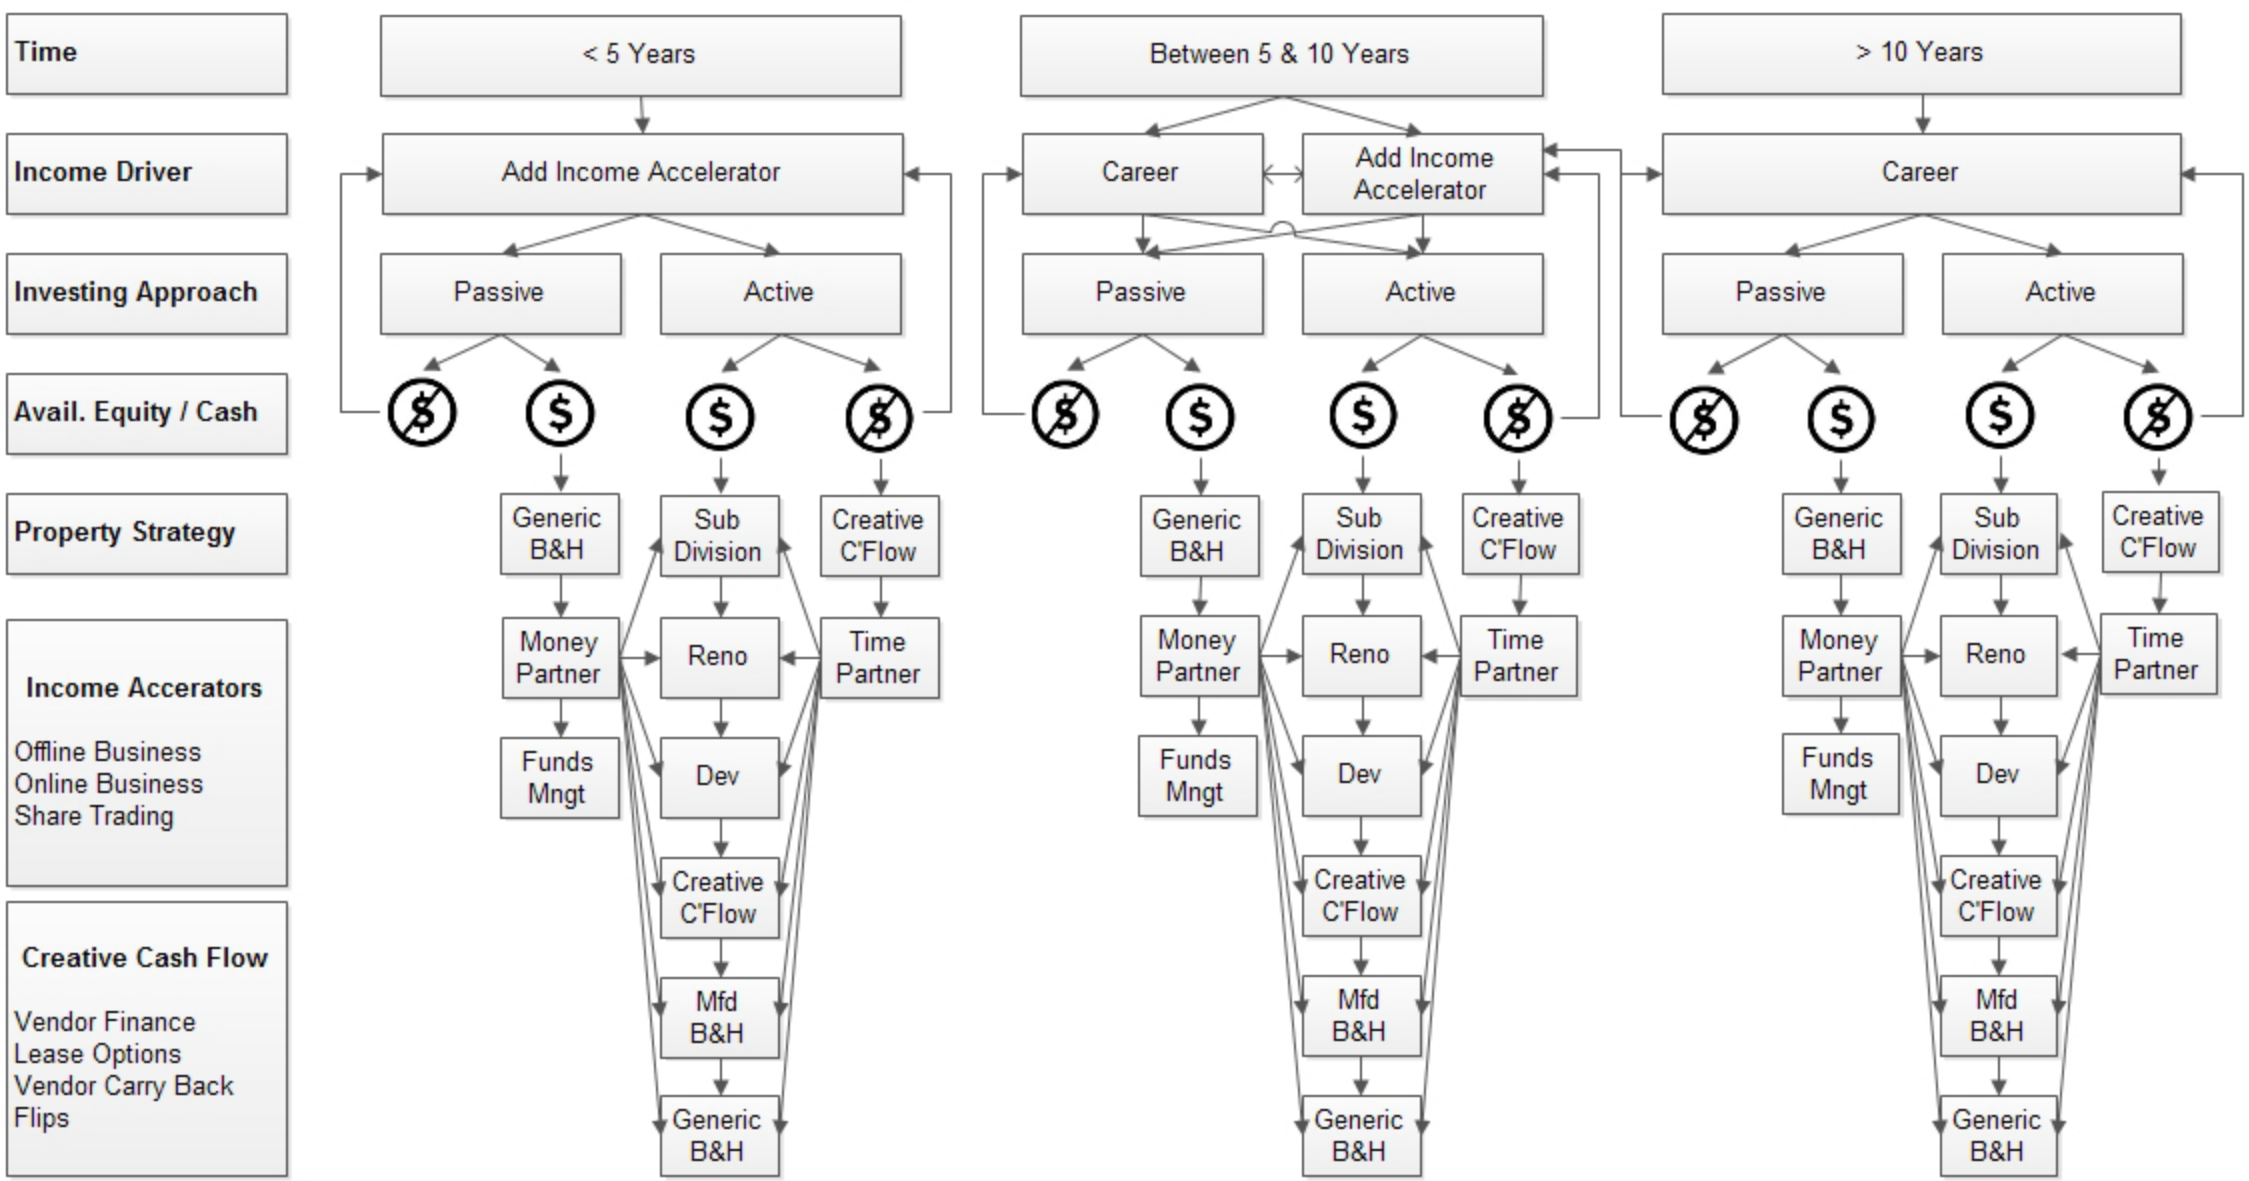 Time
< 5 Years
Between 5 & 10 Years
> 10 Years
Income Driver
Add Income Accelerator
Career
Add Income
Accelerator
Career
Investing Approach
Passive
Active
Passive
Active
Passive
Active
Avail. Equity / Cash
$
$
$
$
$
$
$
$
$
$
$
$
Property Strategy
Generic
B&H
Sub
Division
Creative
C'Flow
Generic
B&H
Sub
Division
Creative
C'Flow
Generic
B&H
Sub
Division
Creative
C'Flow
Money
Partner
Reno
Time
Partner
Money
Partner
Reno
Time
Partner
Money
Partner
Reno
Time
Partner
Income Accerators
Offline Business
Online Business
Share Trading
Funds
Mngt
Dev
Funds
Mngt
Dev
Funds
Mngt
Dev
Creative
C'Flow
Creative
C'Flow
Creative
C'Flow
Creative Cash Flow
Vendor Finance
Lease Options
Vendor Carry Back
Flips
Mfd
B&H
Mfd
B&H
Mfd
B&H
Generic
B&H
Generic
B&H
Generic
B&H